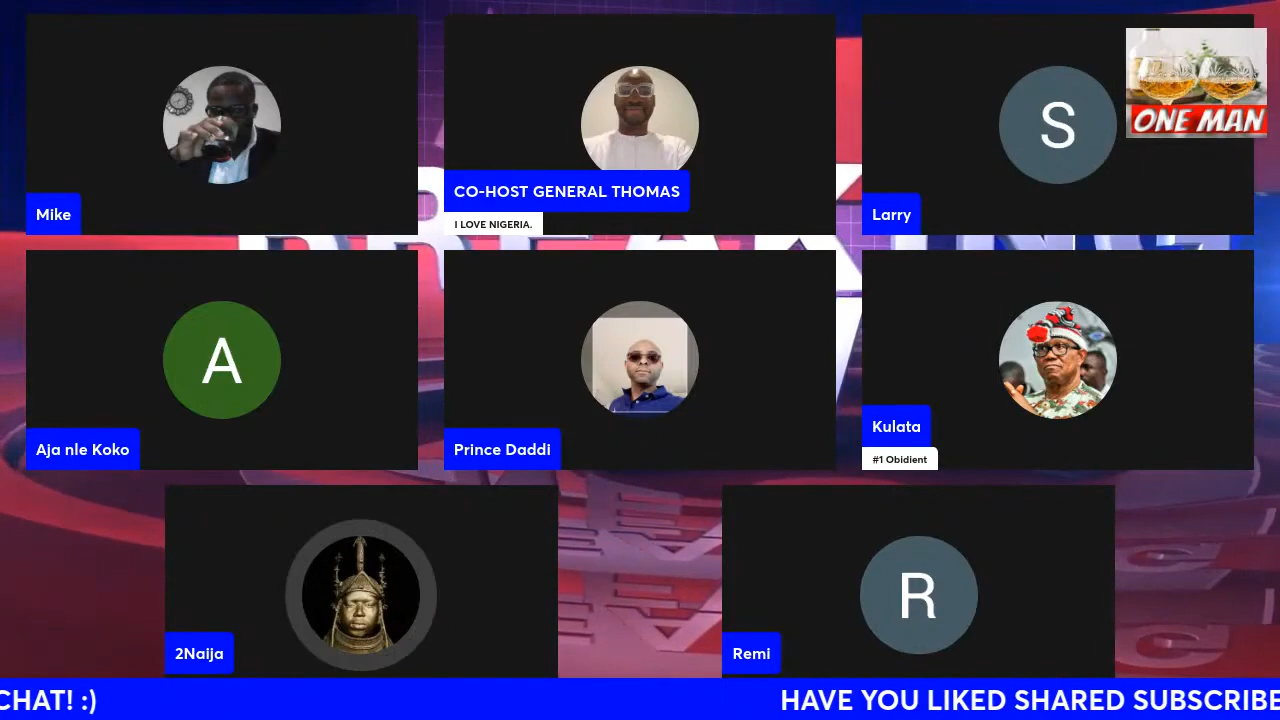 S
ONE MAN
Mike
CO-HOST GENERAL THOMAS
I LOVE NIGERIA.
Larry
A
Aja nle Koko
Prince Daddi
Kulata
#1 Obidient
2Naija
R
Remi
CHAT! :)
HAVE YOU LIKED SHARED SUBSCRIBE